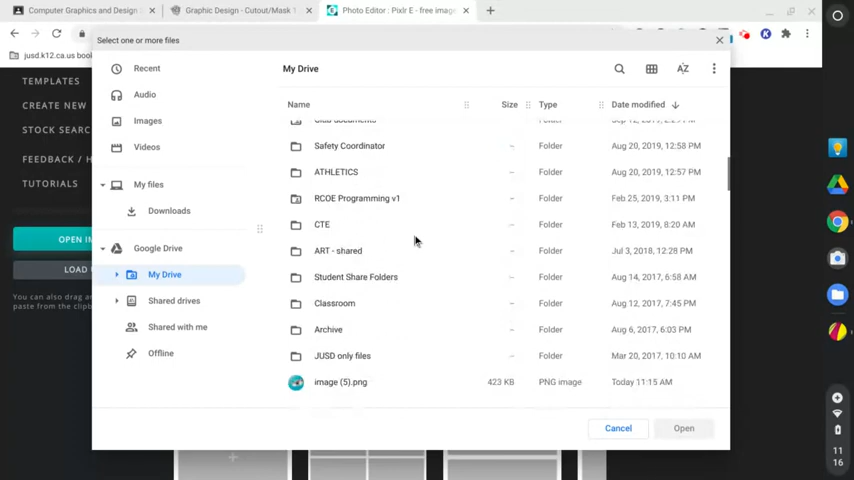 Computer Graphics and Design
Graphic Design - Cutout/Mask 1
Photo Editor : Pixlr E - free image
jusd.k12.ca.us
Select one or more files
TEMPLATES
CREATE NEW
STOCK SEARC
FEEDBACK / H
TUTORIALS
OPEN IM
LOAD
You can also drag an
paste from the clipb
Recent
Audio
Images
Videos
My files
Downloads
Google Drive
My Drive
Shared drives
Shared with me
Offline
My Drive
AZ
Name Size Type Date modified
Safety Coordinator -- Folder Aug 20, 2019, 12:58 PM
ATHLETICS -- Folder Aug 20, 2019, 12:57 PM
RCOE Programming v1 -- Folder Feb 25, 2019, 3:11 PM
CTE -- Folder Feb 13, 2019, 8:20 AM
ART - shared -- Folder Jul 3, 2018, 12:28 PM
Student Share Folders -- Folder Aug 14, 2017, 6:58 AM
Classroom -- Folder Aug 12, 2017, 7:45 PM
Archive -- Folder Aug 6, 2017, 6:03 PM
JUSD only files -- Folder Mar 20, 2017, 10:10 AM
image (5).png 423 KB PNG image Today 11:15 AM
Cancel Open
11
16